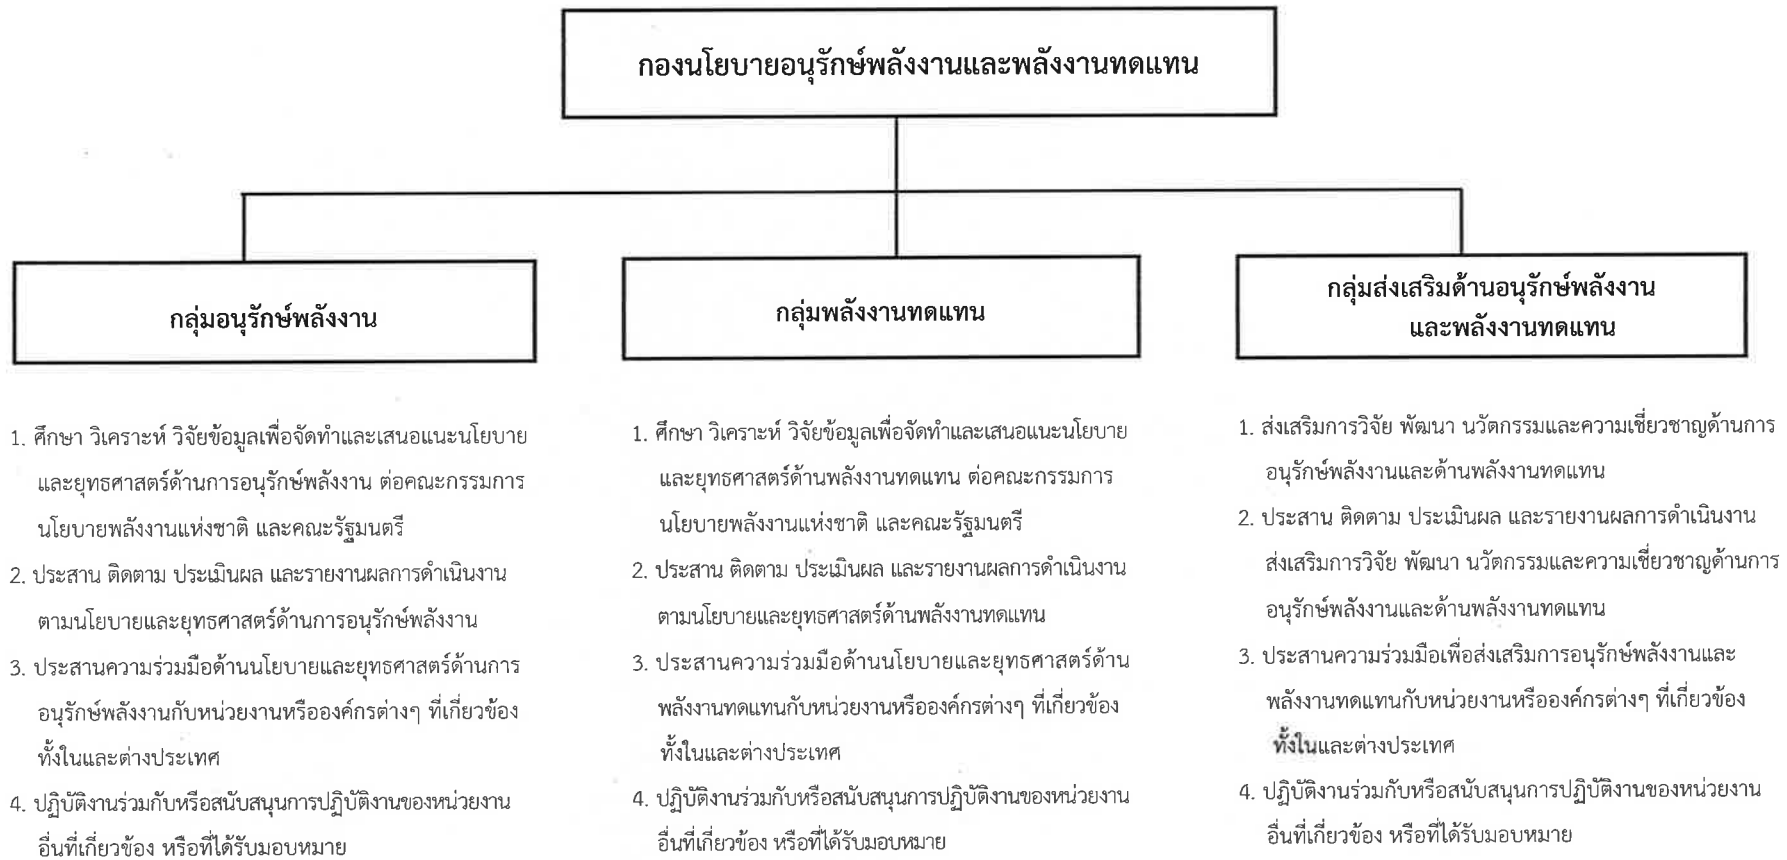 กองนโยบายอนุรักษ์พลังงานและพลังงานทดแทน
กลุ่มอนุรักษ์พลังงาน
1. ศึกษา วิเคราะห์ วิจัยข้อมูลเพื่อจัดทำและเสนอแนะนโยบาย
และยุทธศาสตร์ด้านการอนุรักษ์พลังงาน ต่อคณะกรรมการ
นโยบายพลังงานแห่งชาติ และคณะรัฐมนตรี
2. ประสาน ติดตาม ประเมินผล และรายงานผลการดำเนินงาน
ตามนโยบายและยุทธศาสตร์ด้านการอนุรักษ์พลังงาน
3. ประสานความร่วมมือด้านนโยบายและยุทธศาสตร์ด้านการ
อนุรักษ์พลังงานกับหน่วยงานหรือองค์กรต่างๆ ที่เกี่ยวข้อง
ทั้งในและต่างประเทศ
4. ปฏิบัติงานร่วมกับหรือสนับสนุนการปฏิบัติงานของหน่วยงาน
อื่นที่เกี่ยวข้อง หรือที่ได้รับมอบหมาย
กลุ่มพลังงานทดแทน
1. ศึกษา วิเคราะห์ วิจัยข้อมูลเพื่อจัดทำและเสนอแนะนโยบาย
และยุทธศาสตร์ด้านพลังงานทดแทน ต่อคณะกรรมการ
นโยบายพลังงานแห่งชาติ และคณะรัฐมนตรี
2. ประสาน ติดตาม ประเมินผล และรายงานผลการดำเนินงาน
ตามนโยบายและยุทธศาสตร์ด้านพลังงานทดแทน
3. ประสานความร่วมมือด้านนโยบายและยุทธศาสตร์ด้าน
พลังงานทดแทนกับหน่วยงานหรือองค์กรต่างๆ ที่เกี่ยวข้อง
ทั้งในและต่างประเทศ
4. ปฏิบัติงานร่วมกับหรือสนับสนุนการปฏิบัติงานของหน่วยงาน
อื่นที่เกี่ยวข้อง หรือที่ได้รับมอบหมาย
กลุ่มส่งเสริมด้านอนุรักษ์พลังงาน
และพลังงานทดแทน
1. ส่งเสริมการวิจัย พัฒนา นวัตกรรมและความเชี่ยวชาญด้านการ
อนุรักษ์พลังงานและด้านพลังงานทดแทน
2. ประสาน ติดตาม ประเมินผล และรายงานผลการดำเนินงาน
ส่งเสริมการวิจัย พัฒนา นวัตกรรมและความเชี่ยวชาญด้านการ
อนุรักษ์พลังงานและด้านพลังงานทดแทน
3. ประสานความร่วมมือเพื่อส่งเสริมการอนุรักษ์พลังงานและ
พลังงานทดแทนกับหน่วยงานหรือองค์กรต่างๆ ที่เกี่ยวข้อง
ทั้งในและต่างประเทศ
4. ปฏิบัติงานร่วมกับหรือสนับสนุนการปฏิบัติงานของหน่วยงาน
อื่นที่เกี่ยวข้อง หรือที่ได้รับมอบหมาย